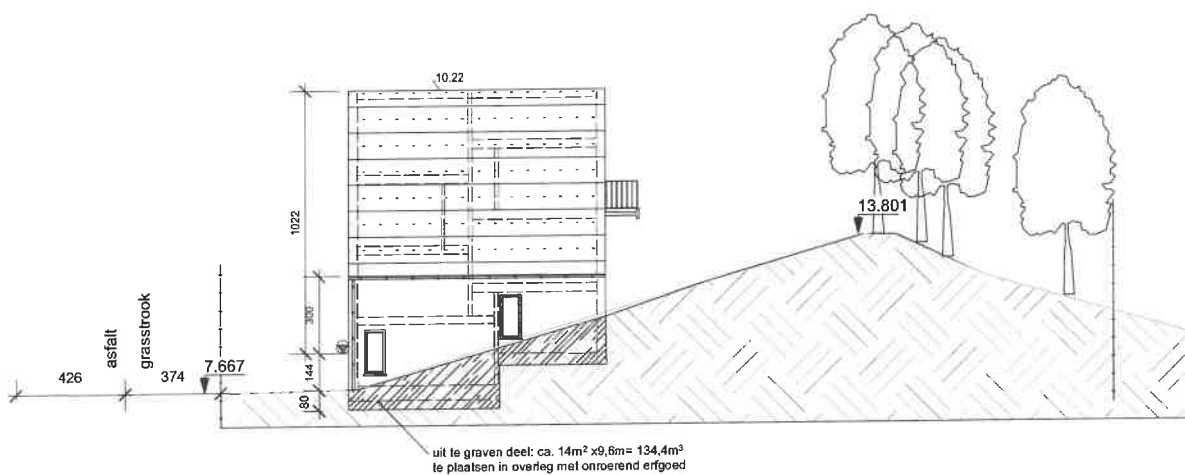 10.22
1022
13.801
300
asfalt
grasstrook
7.667
426
374
144
80
uit te graven deel: ca. 14m² x9,6m= 134,4m³
te plaatsen in overleg met onroerend erfgoed